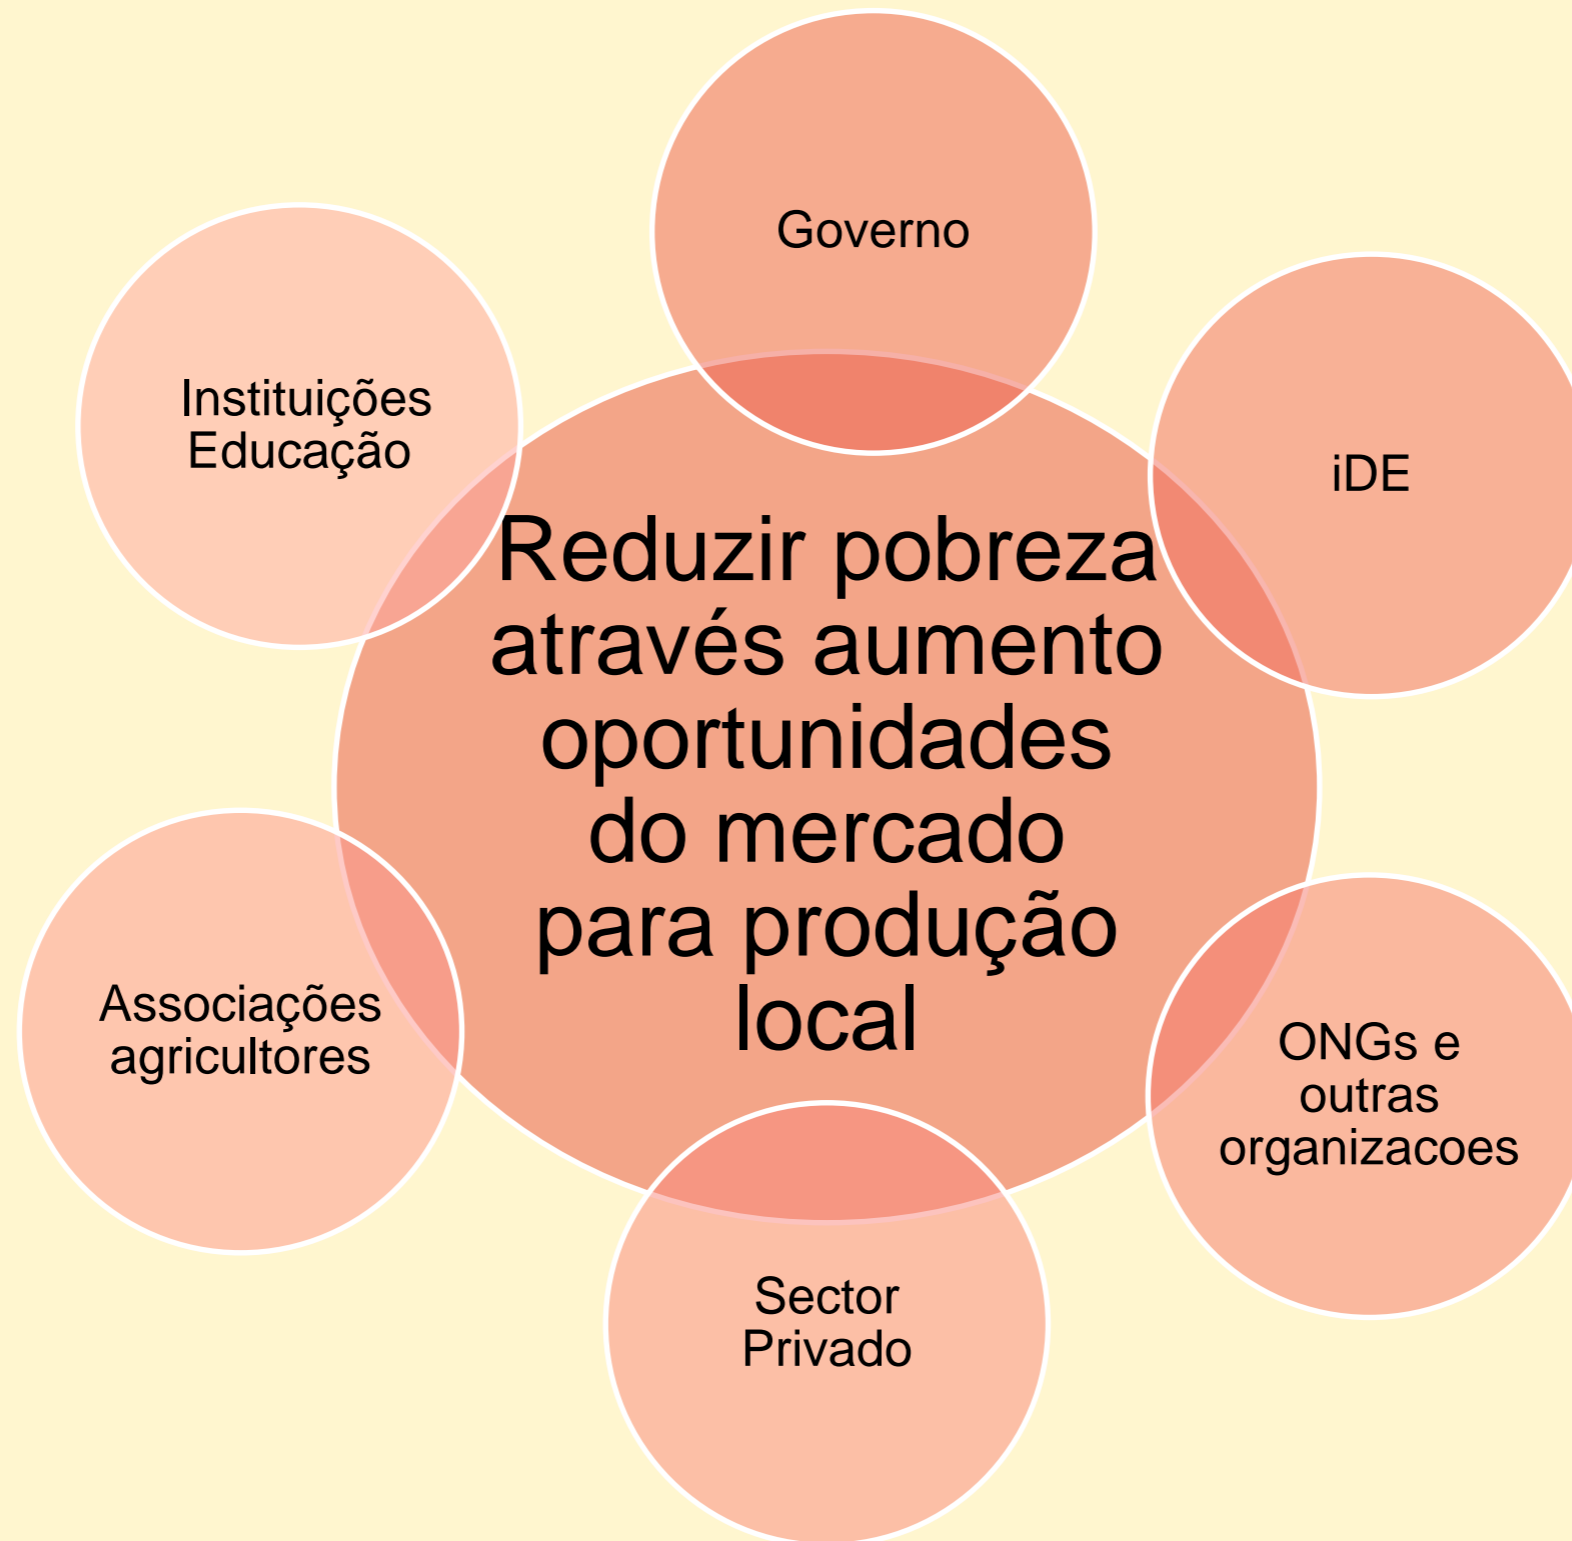 Governo
iDE
Instituições
Educação
Reduzir pobreza
através aumento
oportunidades
do mercado
para produção
local
Associações
agricultores
ONGs e
outras
organizacoes
Sector
Privado